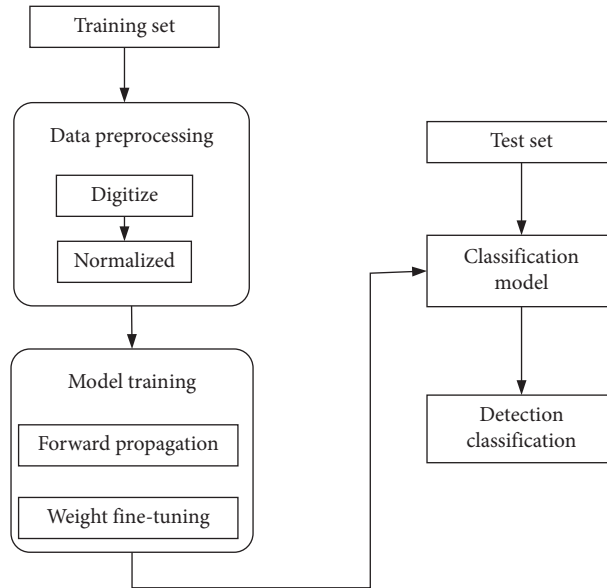 Training set
Data preprocessing
Digitize
Normalized
Model training
Forward propagation
Weight fine-tuning
Test set
Classification
model
Detection
classification